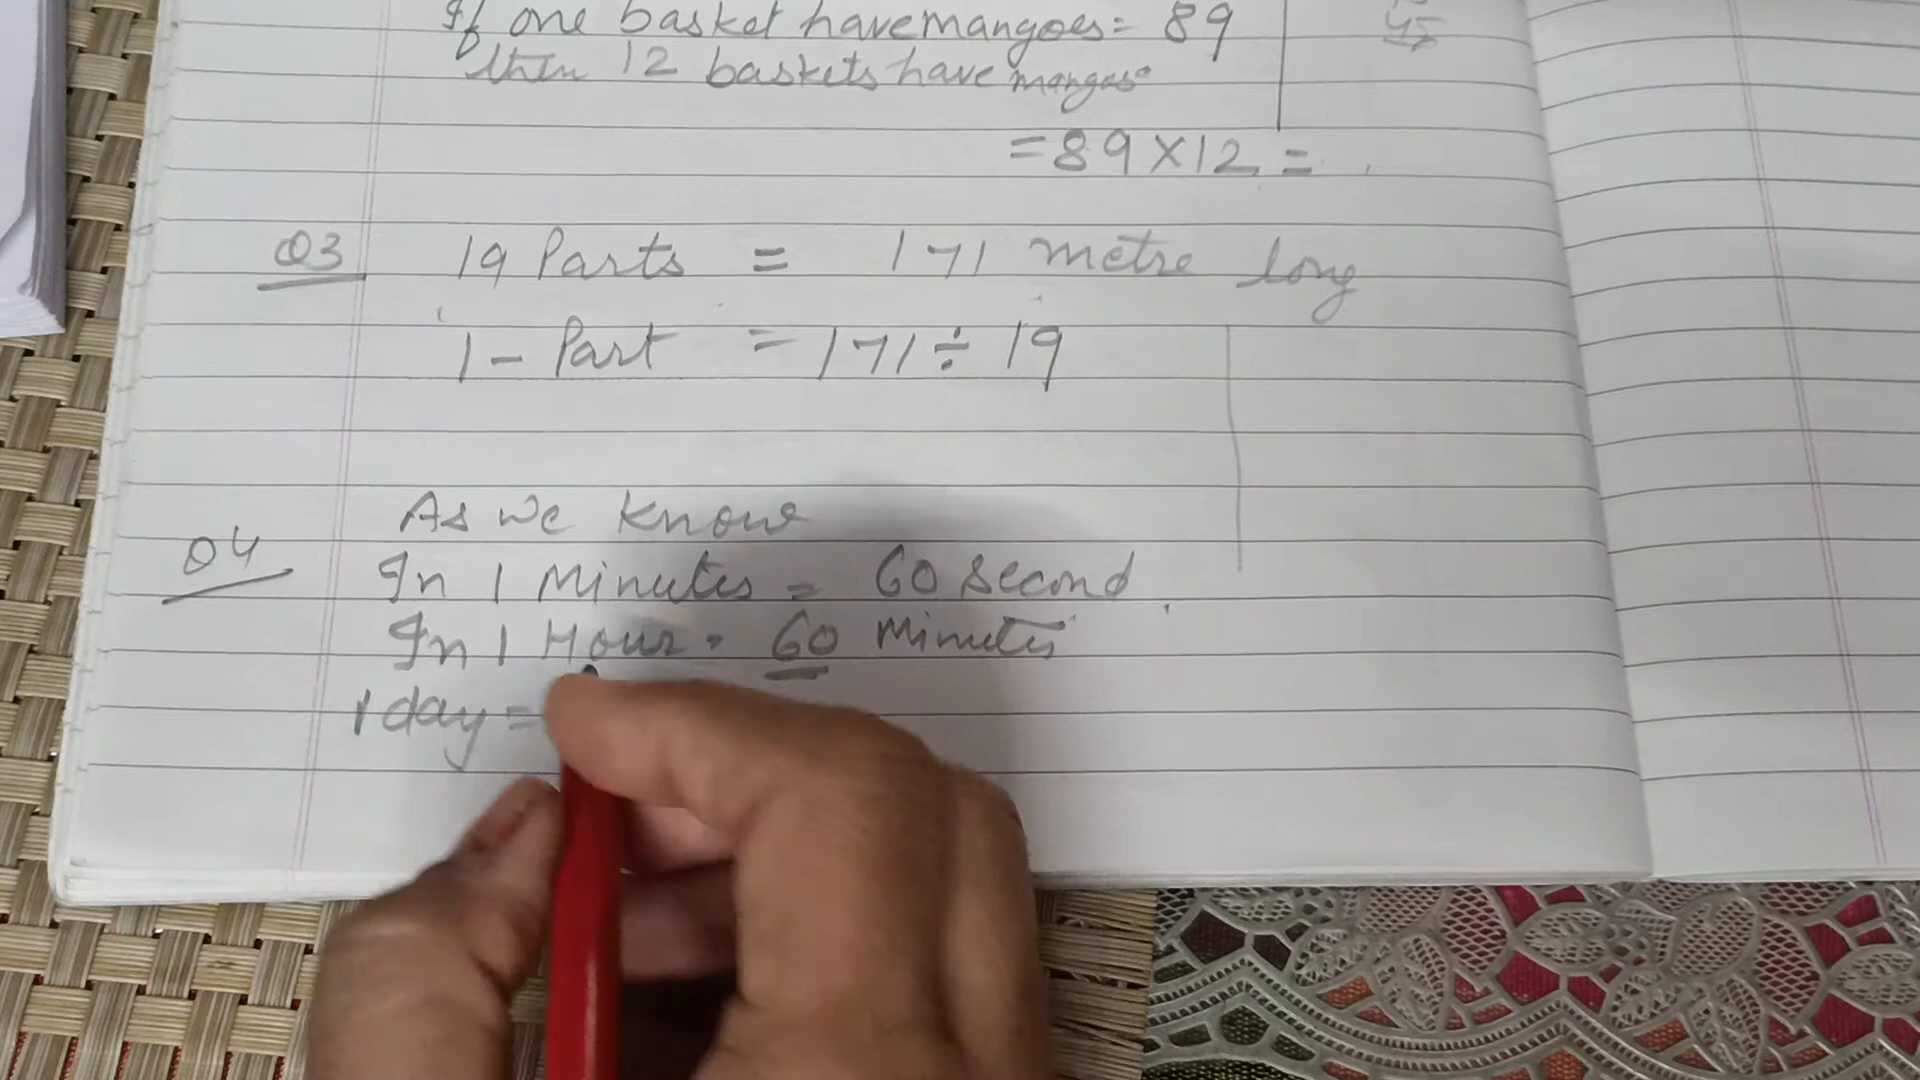 If one basket have mangoes = 89
then 12 baskets have mangoes
= 89 × 12 =
45
Q3 19 Parts = 171 metre long
1 - Part = 171 ÷ 19
As we know
Q4 In 1 Minutes = 60 Second
In 1 Hour = 60 Minutes
1 day =